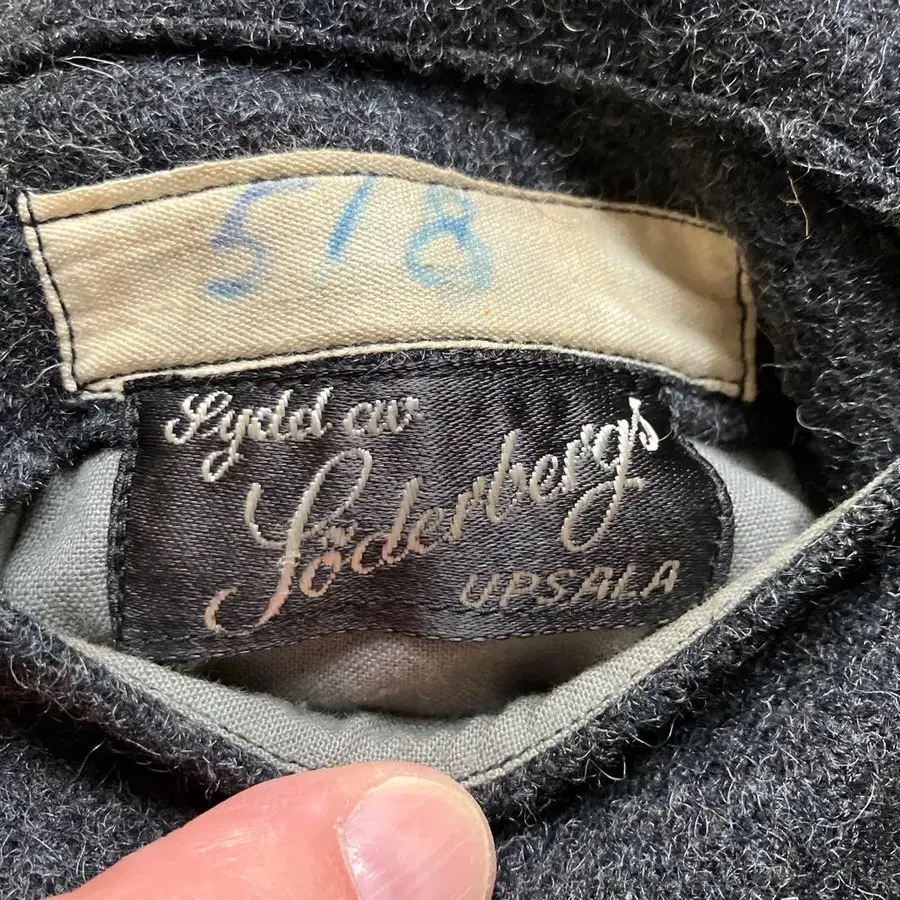 518
Sydd av
Söderbergs
UPSALA